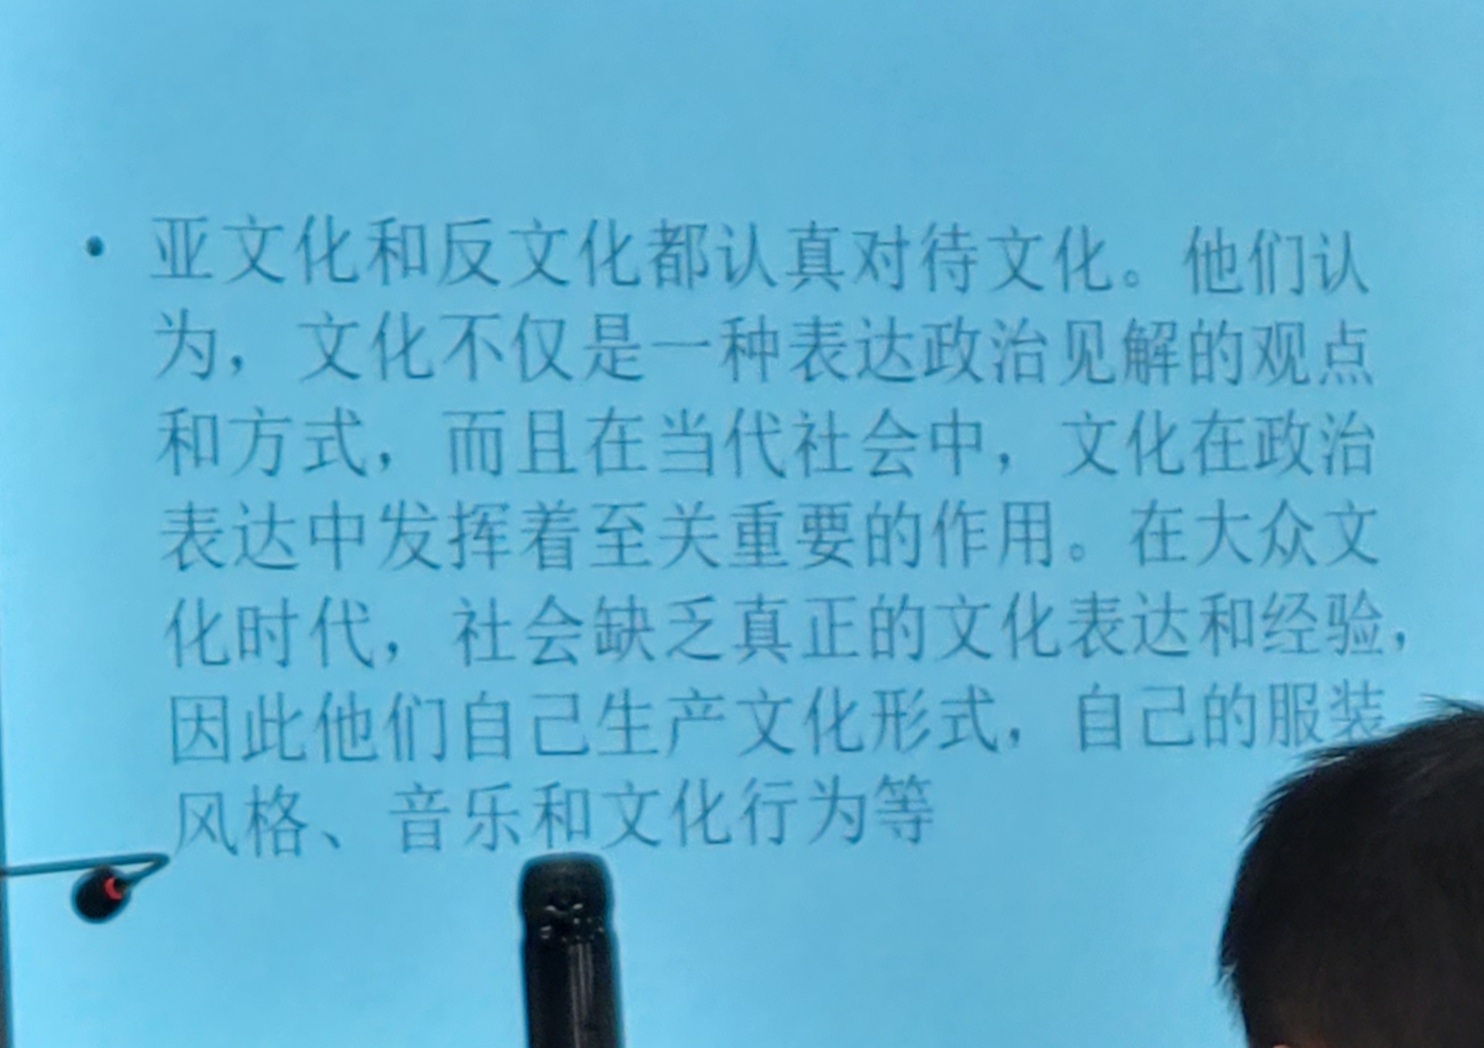 • 亚文化和反文化都认真对待文化。他们认
为，文化不仅是一种表达政治见解的观点
和方式，而且在当代社会中，文化在政治
表达中发挥着至关重要的作用。在大众文
化时代，社会缺乏真正的文化表达和经验，
因此他们自己生产文化形式，自己的服装
风格、音乐和文化行为等